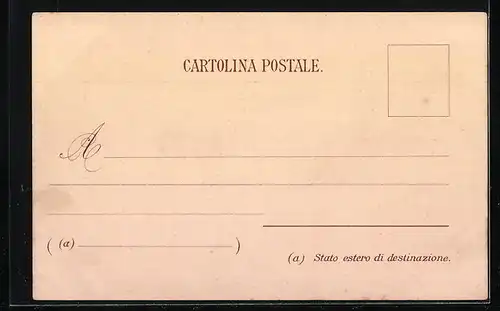 CARTOLINA POSTALE.
A
( (a) )
(a) Stato estero di destinazione.